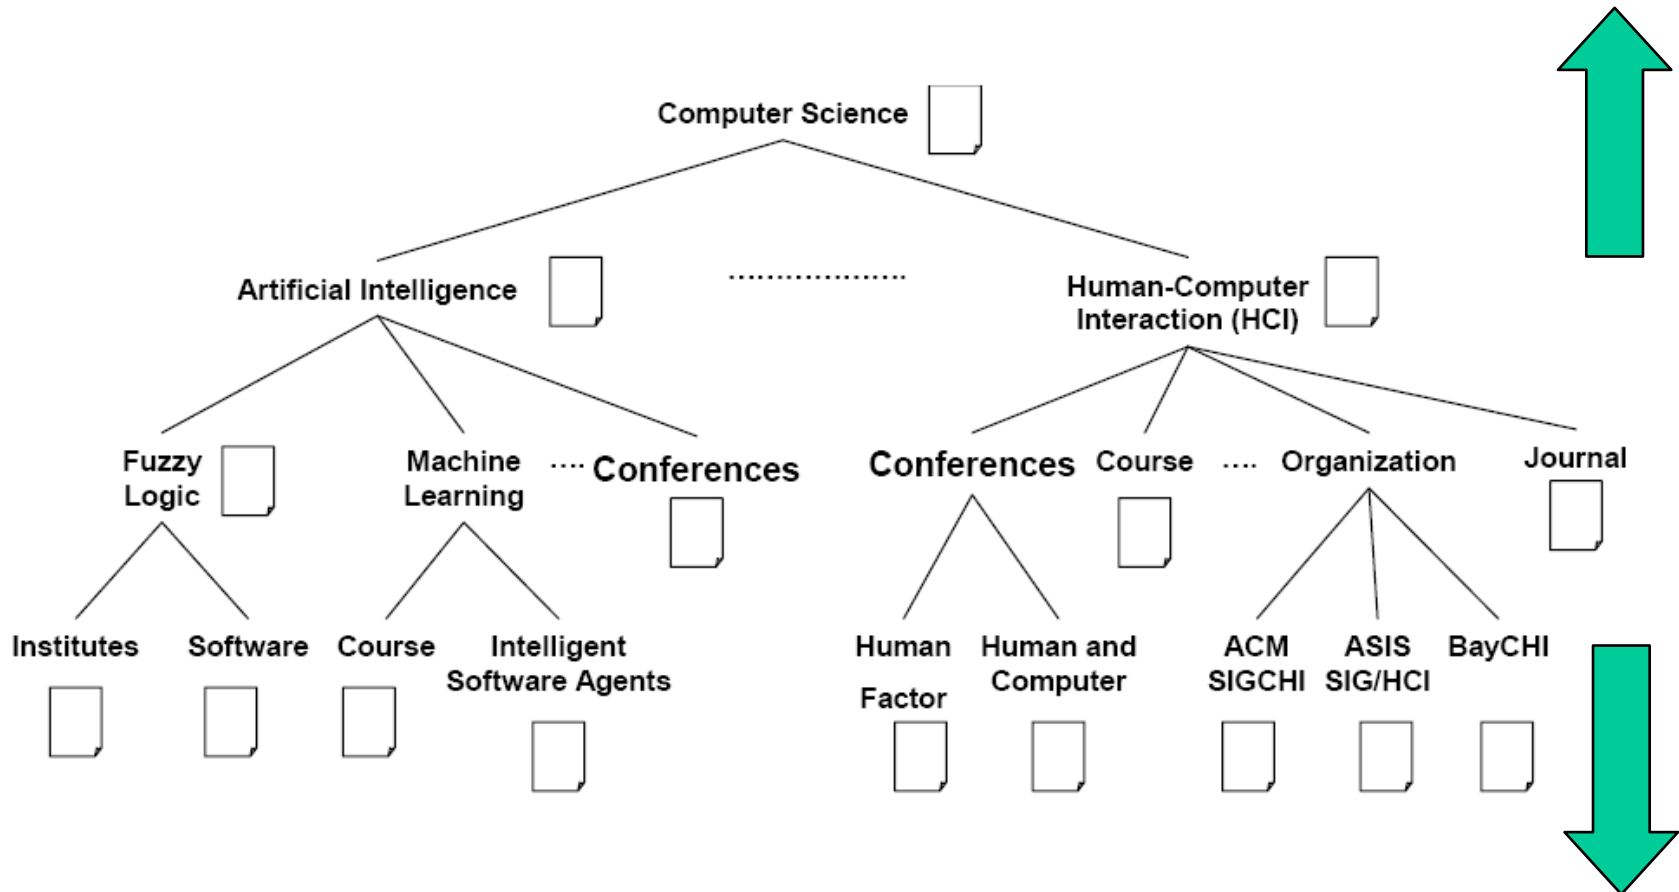 Computer Science
Artificial Intelligence
..................
Human-Computer
Interaction (HCI)
Fuzzy
Logic
Machine
Learning
....
Conferences
Conferences
Course
....
Organization
Journal
Institutes
Software
Course
Intelligent
Software Agents
Human
Factor
Human and
Computer
ACM
SIGCHI
ASIS
SIG/HCI
BayCHI